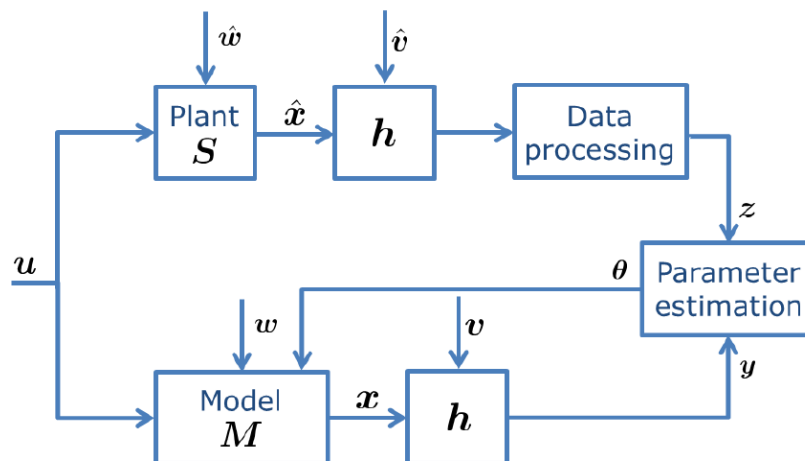 ŵ
v̂
Plant
S
x̂
h
Data
processing
z
u
θ
Parameter
estimation
w
v
y
Model
M
x
h